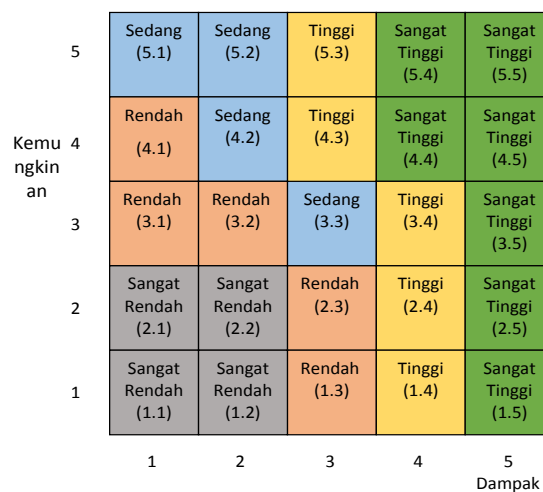 5
Sedang
(5.1)
Sedang
(5.2)
Tinggi
(5.3)
Sangat
Tinggi
(5.4)
Sangat
Tinggi
(5.5)
Kemu
ngkin
an
4
Rendah
(4.1)
Sedang
(4.2)
Tinggi
(4.3)
Sangat
Tinggi
(4.4)
Sangat
Tinggi
(4.5)
3
Rendah
(3.1)
Rendah
(3.2)
Sedang
(3.3)
Tinggi
(3.4)
Sangat
Tinggi
(3.5)
2
Sangat
Rendah
(2.1)
Sangat
Rendah
(2.2)
Rendah
(2.3)
Tinggi
(2.4)
Sangat
Tinggi
(2.5)
1
Sangat
Rendah
(1.1)
Sangat
Rendah
(1.2)
Rendah
(1.3)
Tinggi
(1.4)
Sangat
Tinggi
(1.5)
1
2
3
4
5
Dampak